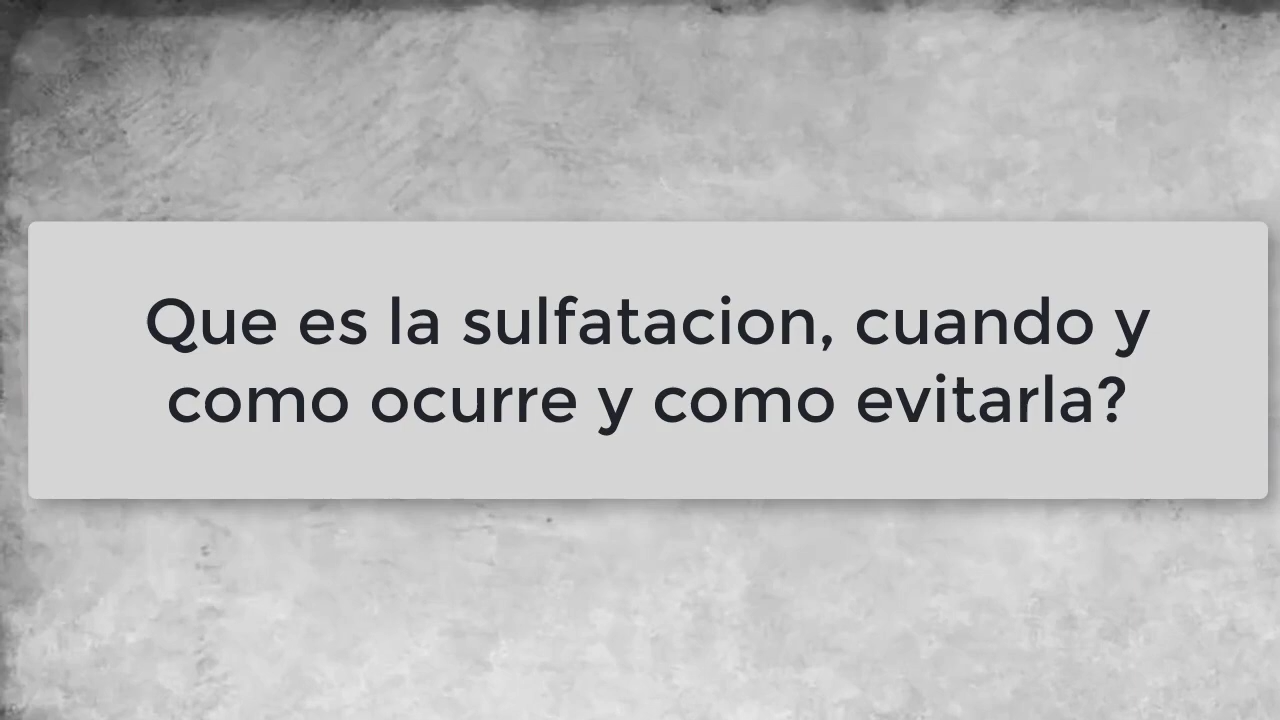 Que es la sulfatacion, cuando y
como ocurre y como evitarla?